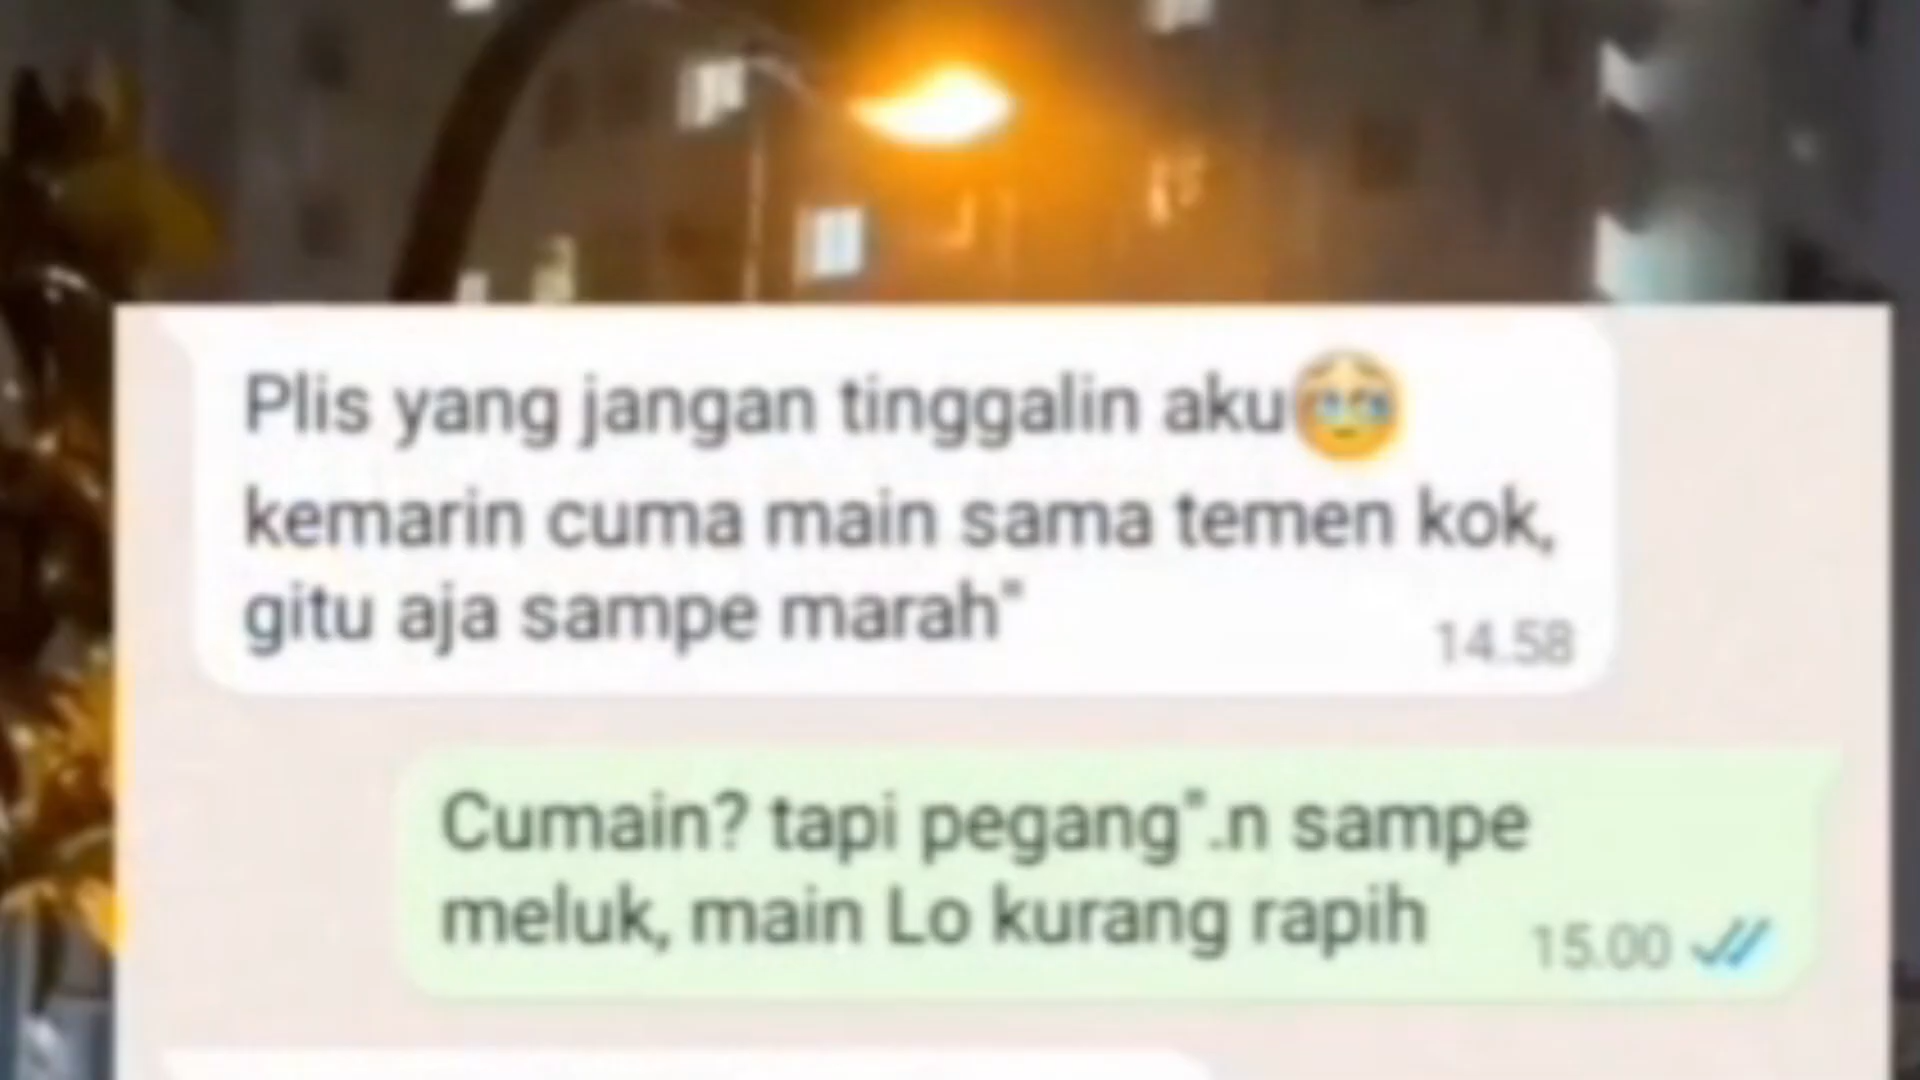 Plis yang jangan tinggalin aku🥹
kemarin cuma main sama temen kok,
gitu aja sampe marah"
14.58
Cumain? tapi pegang".n sampe
meluk, main Lo kurang rapih
15.00